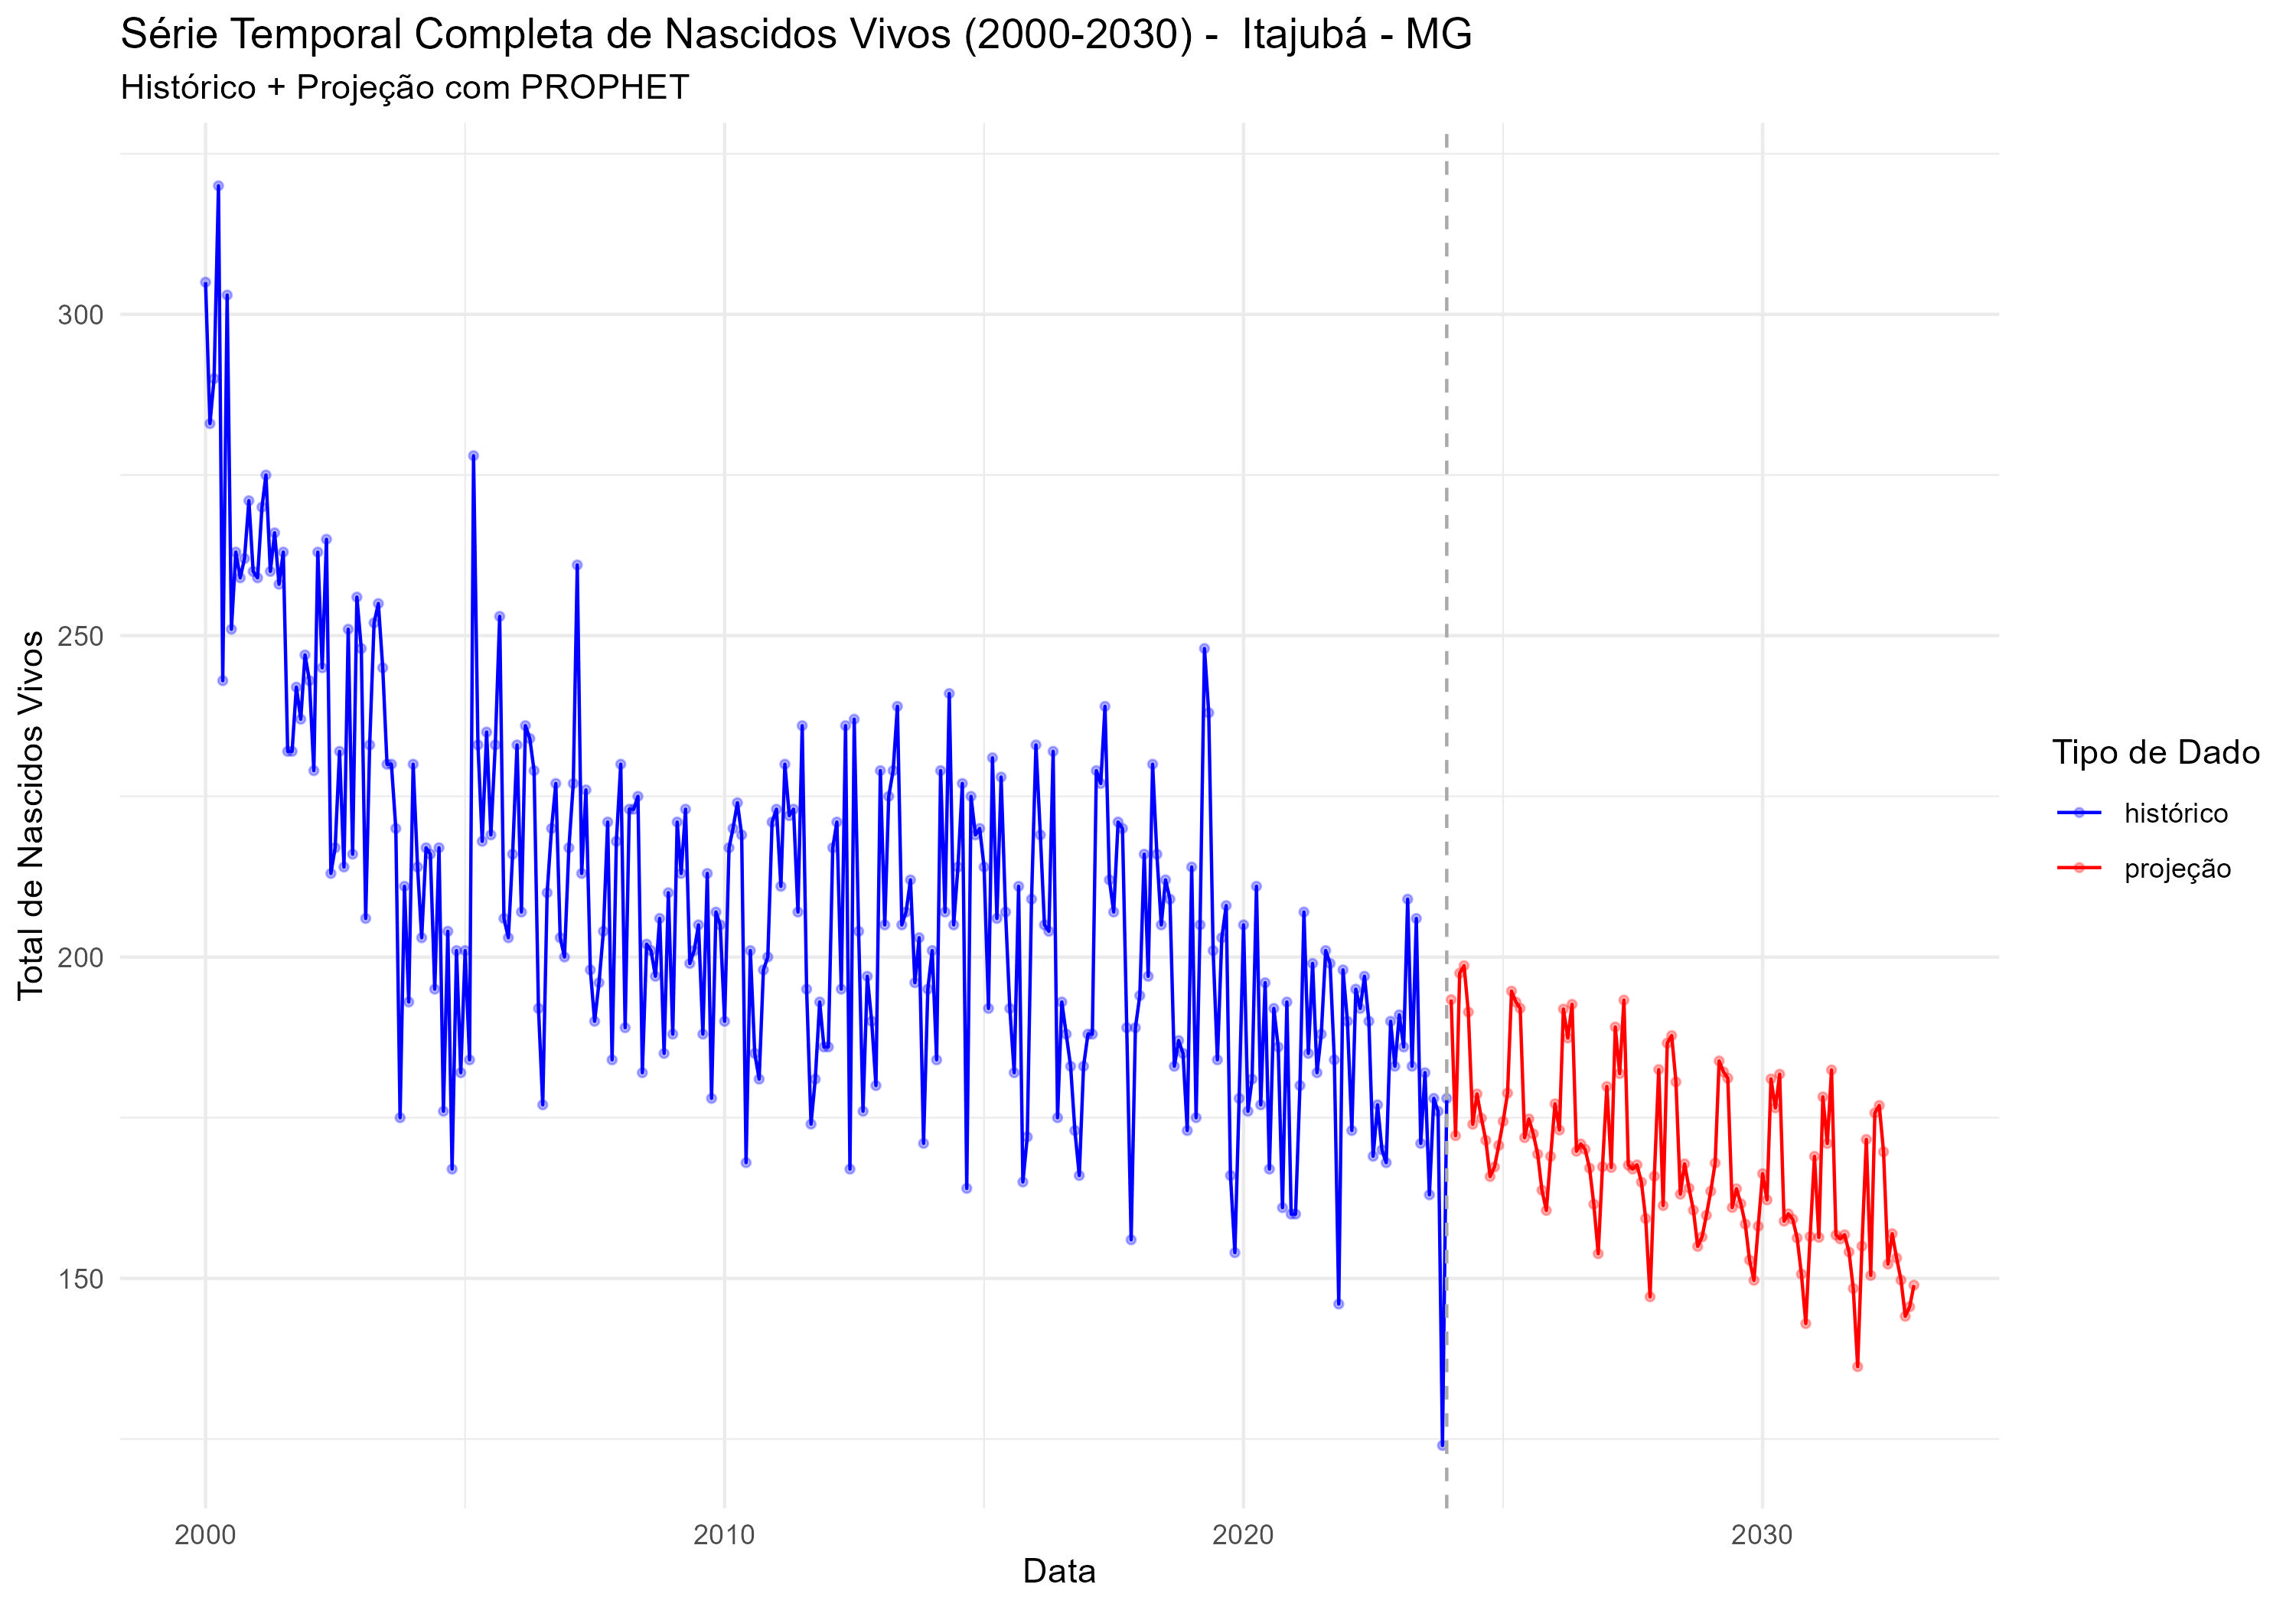 Série Temporal Completa de Nascidos Vivos (2000-2030) -  Itajubá - MG
Histórico + Projeção com PROPHET
Total de Nascidos Vivos
300
250
200
150
2000
2010
2020
2030
Data
Tipo de Dado
histórico
projeção